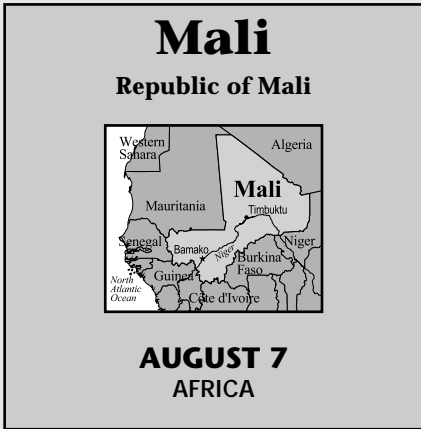 Mali
Republic of Mali
Western
Sahara
Algeria
Mali
Mauritania
Timbuktu
Senegal
Bamako
Niger
Niger
Burkina
Faso
Guinea
North
Atlantic
Ocean
Côte d'Ivoire
AUGUST 7
AFRICA